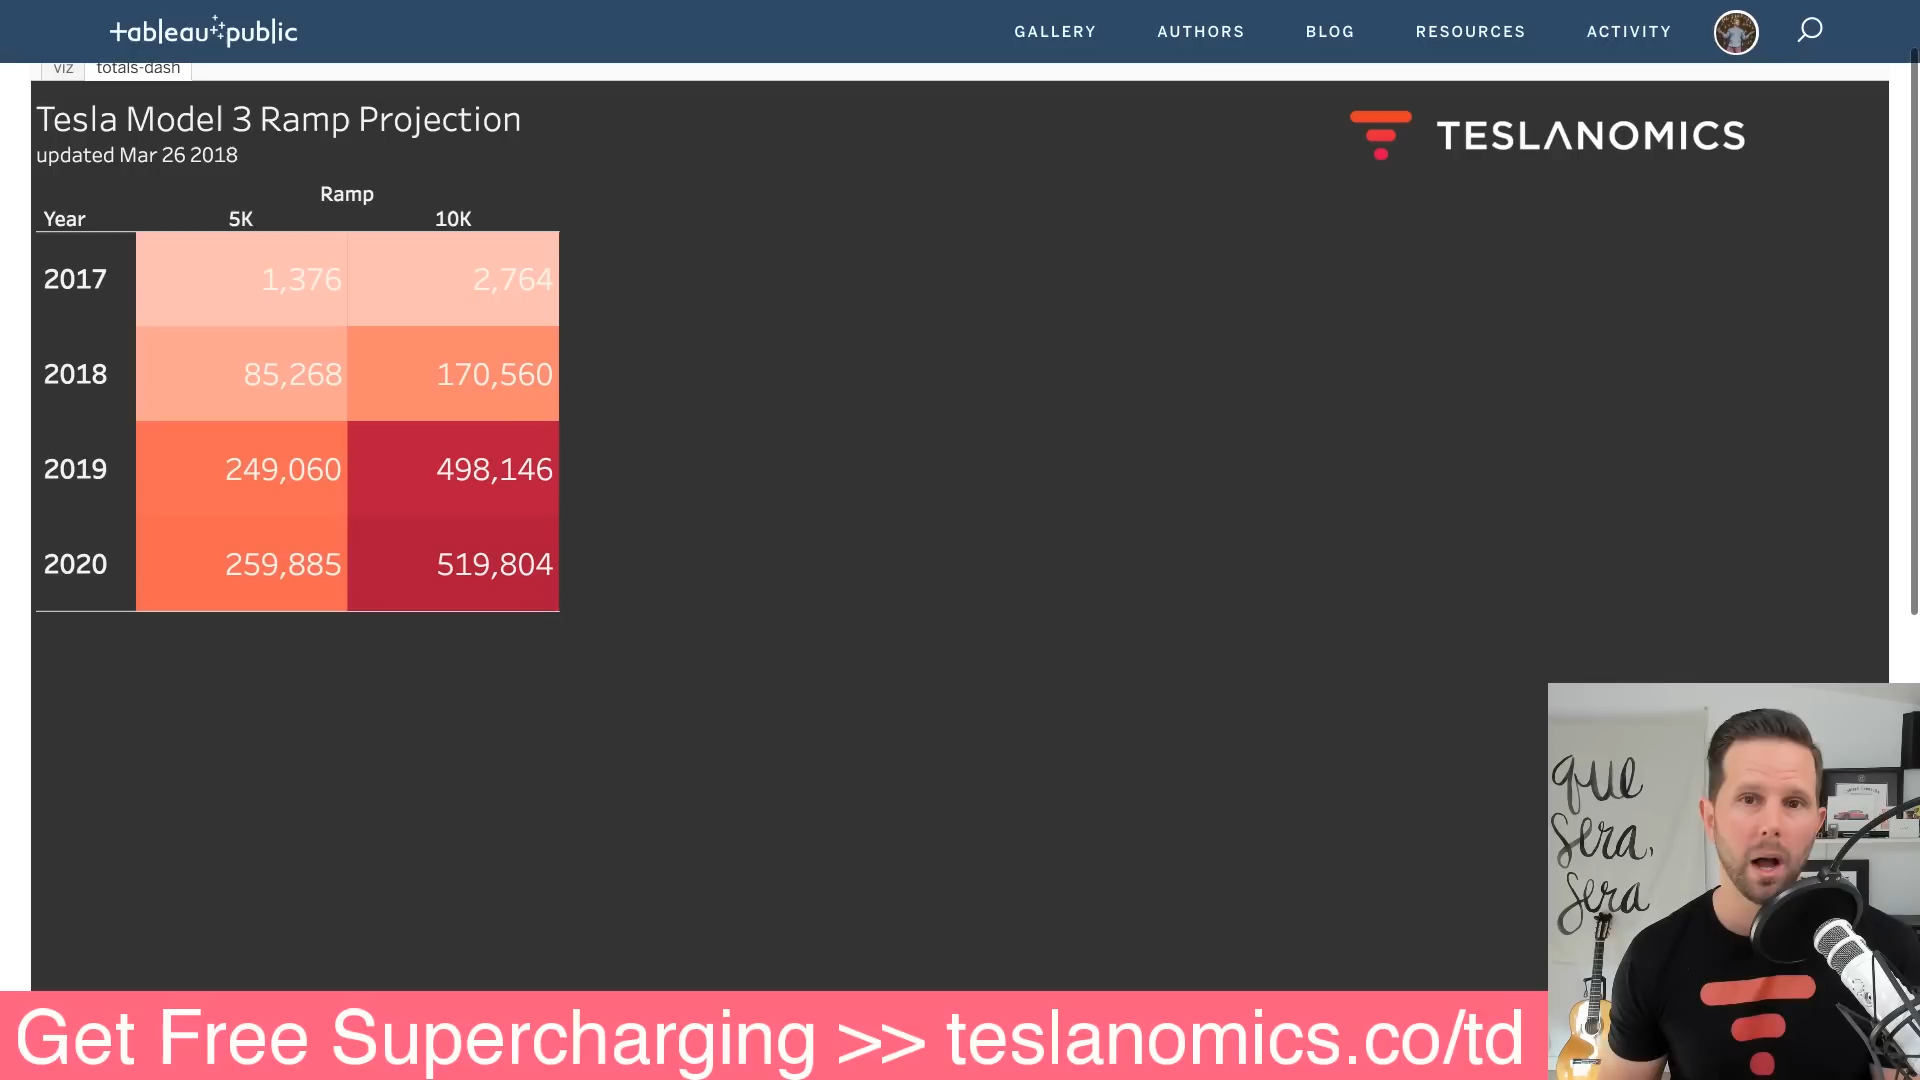 tableau public
GALLERY AUTHORS BLOG RESOURCES ACTIVITY
viz totals-dash
Tesla Model 3 Ramp Projection
updated Mar 26 2018
TESLANOMICS
Ramp
Year 5K 10K
2017 1,376 2,764
2018 85,268 170,560
2019 249,060 498,146
2020 259,885 519,804
que
sera,
sera
Get Free Supercharging >> teslanomics.co/td